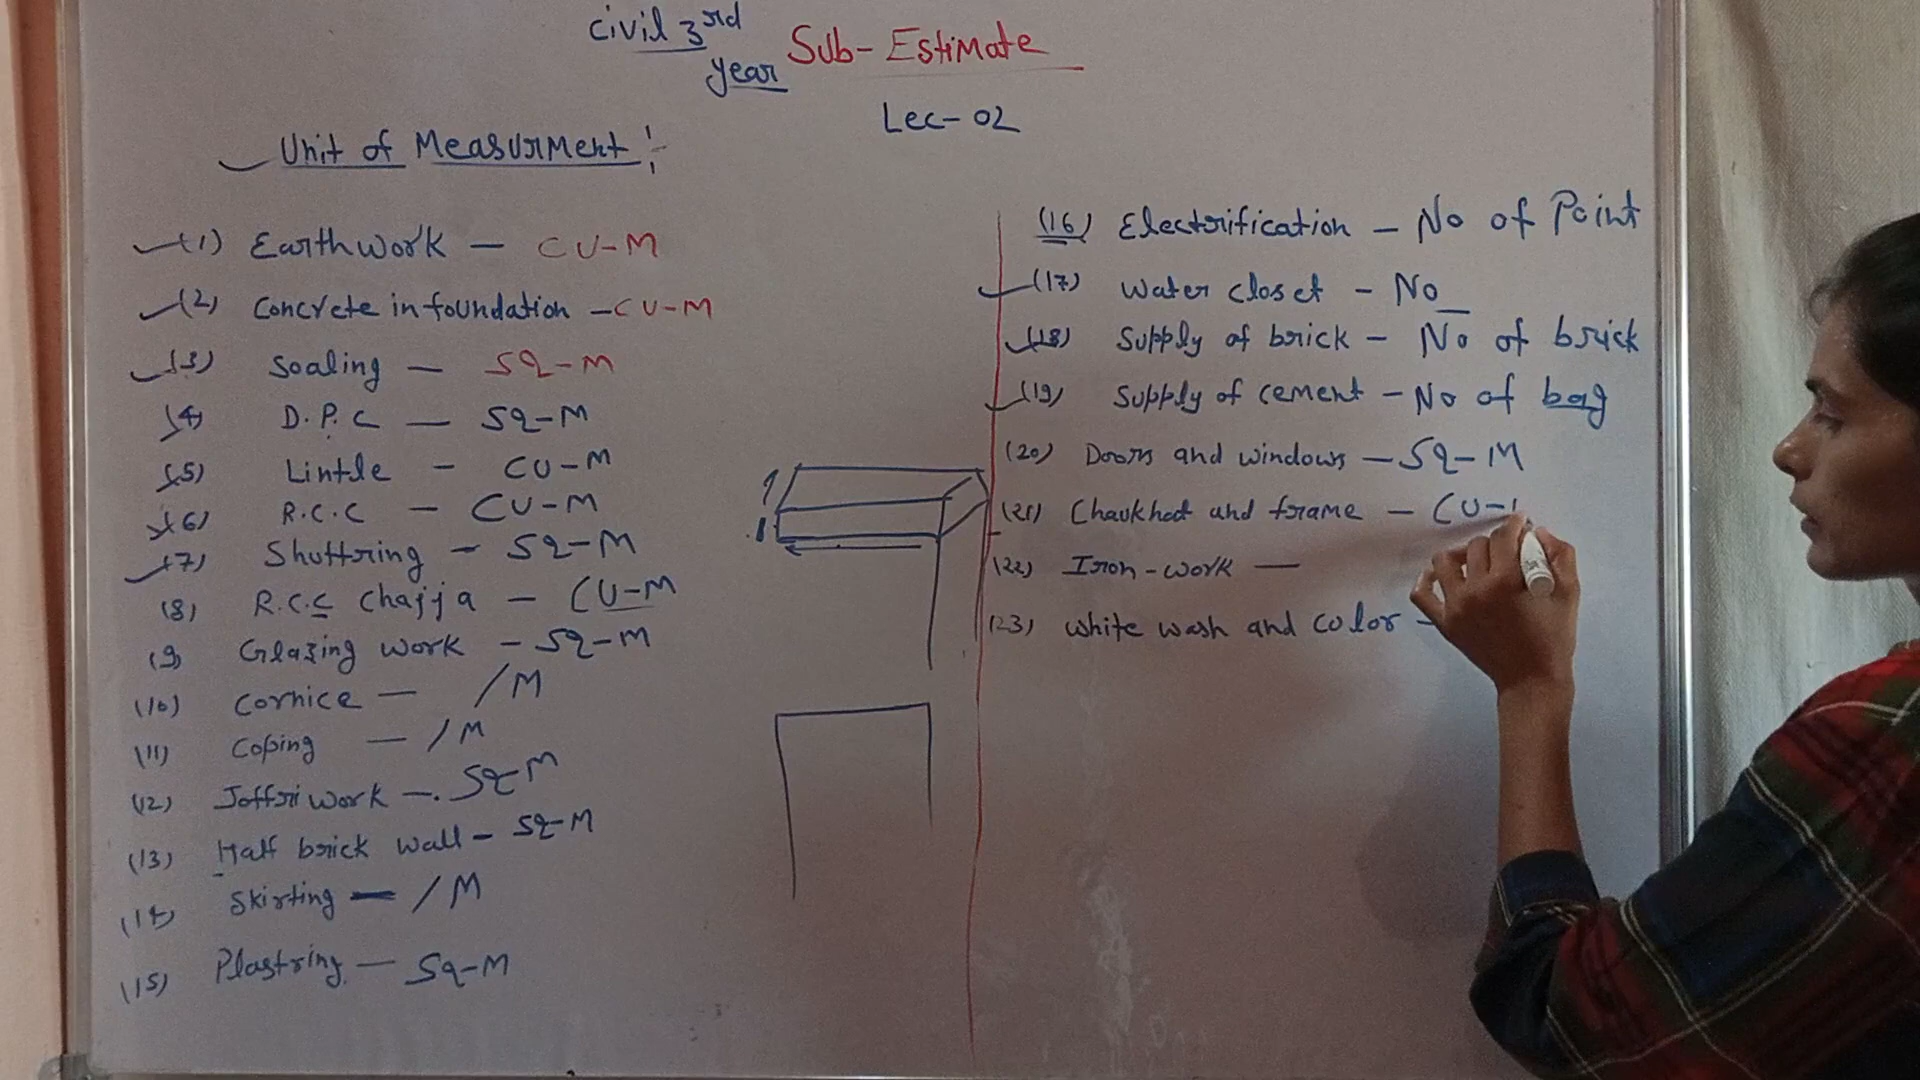 Civil 3rd
year
Sub- Estimate
Lec- 02
Unit of Measurment :
(1) Earthwork — CU-M
(2) Concrete in foundation — CU-M
(3) Soaling — SQ-M
(4) D.P.C — SQ-M
(5) Lintle - CU-M
(6) R.C.C - CU-M
(7) Shuttring - SQ-M
(8) R.C.C Chajja - CU-M
(9) Glazing work - SQ-M
(10) Cornice — /M
(11) Coping — /M
(12) Joffri work —. SQ-M
(13) Half brick wall - SQ-M
(14) Skirting — /M
(15) Plastring — Sq-M
(16) Electrification - No of Point
(17) Water closet - No
(18) Supply of brick - No of brick
(19) Supply of cement - No of bag
(20) Doors and windows - SQ-M
(21) Chaukhat and frame - CU-
(22) Iron-work —
(23) White wash and color -